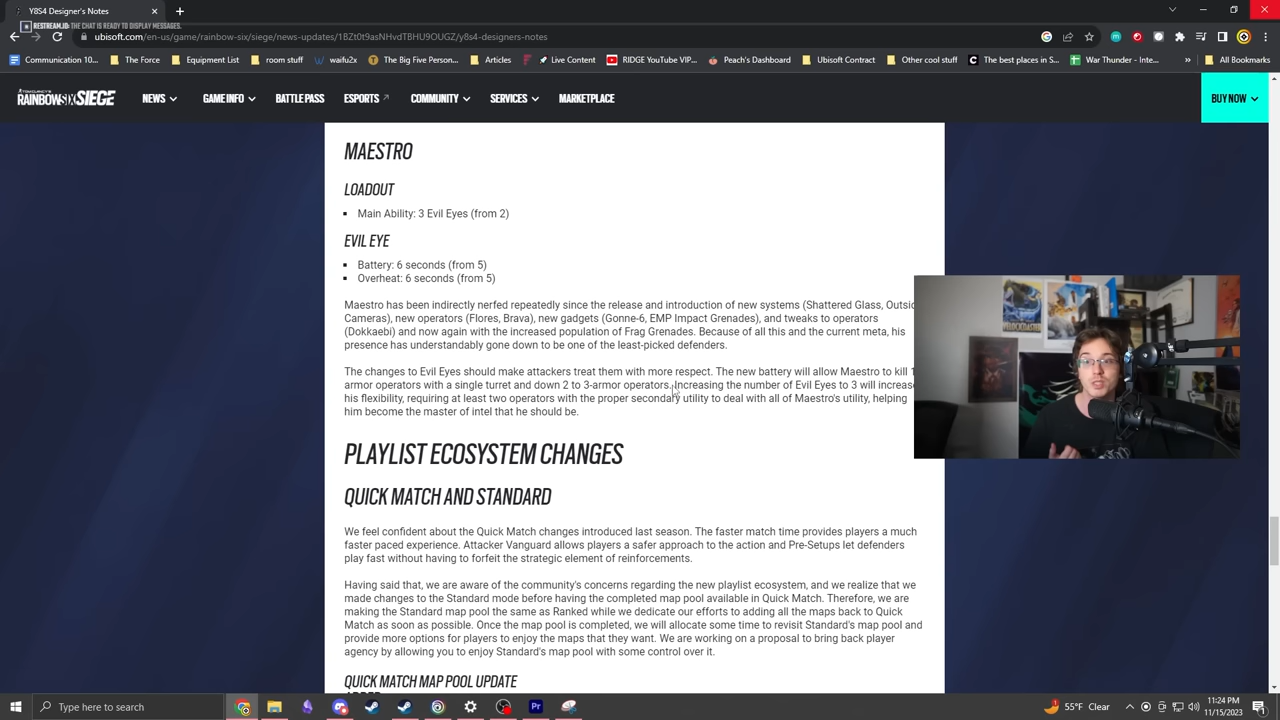 Y8S4 Designer's Notes
RESTREAM.IO: THE CHAT IS READY TO DISPLAY MESSAGES.
ubisoft.com/en-us/game/rainbow-six/siege/news-updates/1BZt0t9asNHvdTBHU9OUGZ/y8s4-designers-notes
Communication 10... The Force Equipment List room stuff waifu2x The Big Five Person... Articles Live Content RIDGE YouTube VIP... Peach's Dashboard Ubisoft Contract Other cool stuff The best places in S... War Thunder - Inte... All Bookmarks
RAINBOWSIX SIEGE NEWS GAME INFO BATTLE PASS ESPORTS COMMUNITY SERVICES MARKETPLACE BUY NOW
MAESTRO
LOADOUT
Main Ability: 3 Evil Eyes (from 2)
EVIL EYE
Battery: 6 seconds (from 5)
Overheat: 6 seconds (from 5)
Maestro has been indirectly nerfed repeatedly since the release and introduction of new systems (Shattered Glass, Outsid
Cameras), new operators (Flores, Brava), new gadgets (Gonne-6, EMP Impact Grenades), and tweaks to operators
(Dokkaebi) and now again with the increased population of Frag Grenades. Because of all this and the current meta, his
presence has understandably gone down to be one of the least-picked defenders.
The changes to Evil Eyes should make attackers treat them with more respect. The new battery will allow Maestro to kill 1
armor operators with a single turret and down 2 to 3-armor operators. Increasing the number of Evil Eyes to 3 will increase
his flexibility, requiring at least two operators with the proper secondary utility to deal with all of Maestro's utility, helping
him become the master of intel that he should be.
PLAYLIST ECOSYSTEM CHANGES
QUICK MATCH AND STANDARD
We feel confident about the Quick Match changes introduced last season. The faster match time provides players a much
faster paced experience. Attacker Vanguard allows players a safer approach to the action and Pre-Setups let defenders
play fast without having to forfeit the strategic element of reinforcements.
Having said that, we are aware of the community's concerns regarding the new playlist ecosystem, and we realize that we
made changes to the Standard mode before having the completed map pool available in Quick Match. Therefore, we are
making the Standard map pool the same as Ranked while we dedicate our efforts to adding all the maps back to Quick
Match as soon as possible. Once the map pool is completed, we will allocate some time to revisit Standard's map pool and
provide more options for players to enjoy the maps that they want. We are working on a proposal to bring back player
agency by allowing you to enjoy Standard's map pool with some control over it.
QUICK MATCH MAP POOL UPDATE
Type here to search
55°F Clear
11:24 PM
11/15/2023